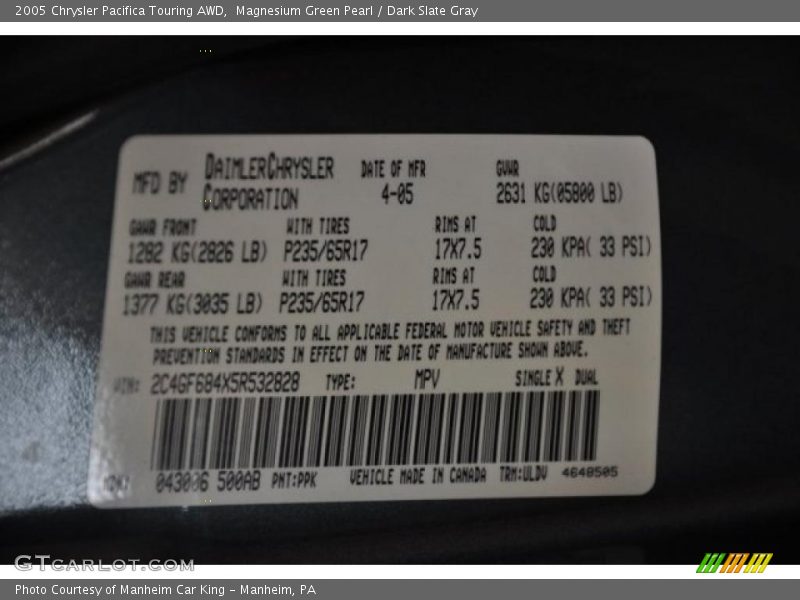 2005 Chrysler Pacifica Touring AWD,  Magnesium Green Pearl / Dark Slate Gray
MFD BY DAIMLERCHRYSLER CORPORATION DATE OF MFR 4-05 GVWR 2631 KG(05800 LB)
GAWR FRONT WITH TIRES RIMS AT COLD
1282 KG(2826 LB) P235/65R17 17X7.5 230 KPA( 33 PSI)
GAWR REAR WITH TIRES RIMS AT COLD
1377 KG(3035 LB) P235/65R17 17X7.5 230 KPA( 33 PSI)
THIS VEHICLE CONFORMS TO ALL APPLICABLE FEDERAL MOTOR VEHICLE SAFETY AND THEFT
PREVENTION STANDARDS IN EFFECT ON THE DATE OF MANUFACTURE SHOWN ABOVE.
VIN: 2C4GF684X5R532828 TYPE: MPV SINGLE X DUAL
MDH: 043006 500AB PNT:PPK VEHICLE MADE IN CANADA TRM:ULDV 4648505
GTCARLOT.COM
Photo Courtesy of Manheim Car King - Manheim, PA